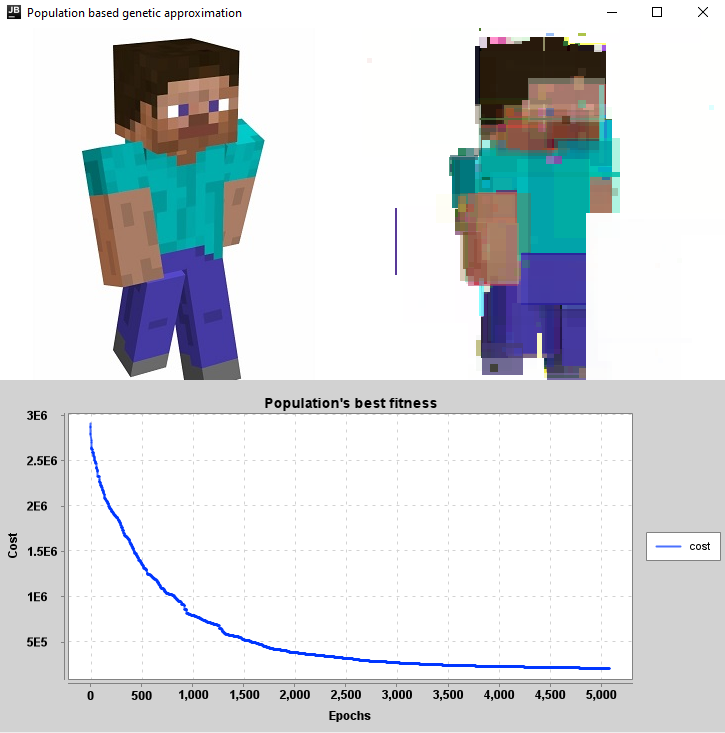 JB Population based genetic approximation
Population's best fitness
3E6
2.5E6
2E6
1.5E6
1E6
5E5
Cost
cost
0 500 1,000 1,500 2,000 2,500 3,000 3,500 4,000 4,500 5,000
Epochs